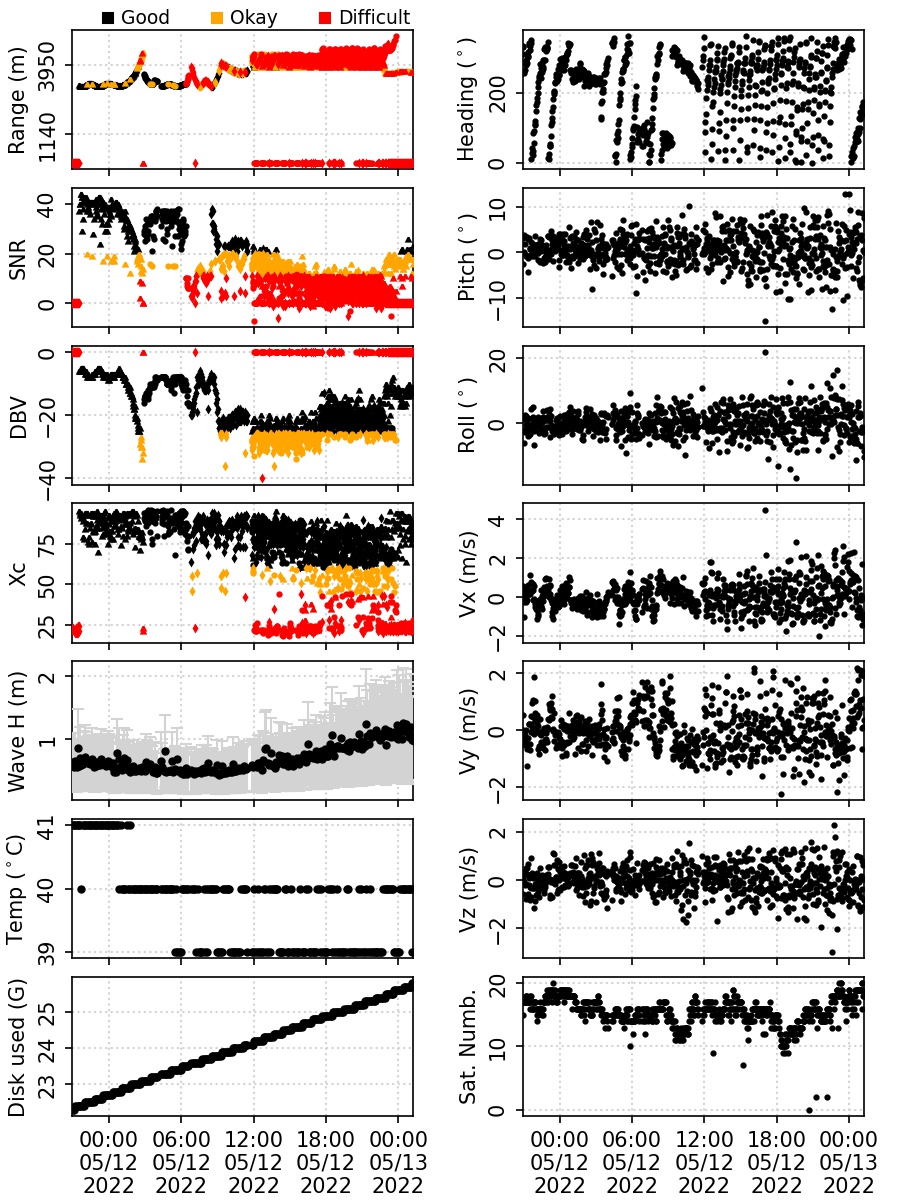 Good Okay Difficult
Range (m)
3950
1140
Heading (°)
200
0
SNR
40
20
0
Pitch (°)
10
0
−10
DBV
0
−20
−40
Roll (°)
20
0
Xc
75
50
25
Vx (m/s)
4
2
0
−2
Wave H (m)
2
1
Vy (m/s)
2
0
−2
Temp (°C)
41
40
39
Vz (m/s)
2
0
−2
Disk used (G)
25
24
23
Sat. Numb.
20
10
0
00:00 06:00 12:00 18:00 00:00
05/12 05/12 05/12 05/12 05/13
2022 2022 2022 2022 2022
00:00 06:00 12:00 18:00 00:00
05/12 05/12 05/12 05/12 05/13
2022 2022 2022 2022 2022